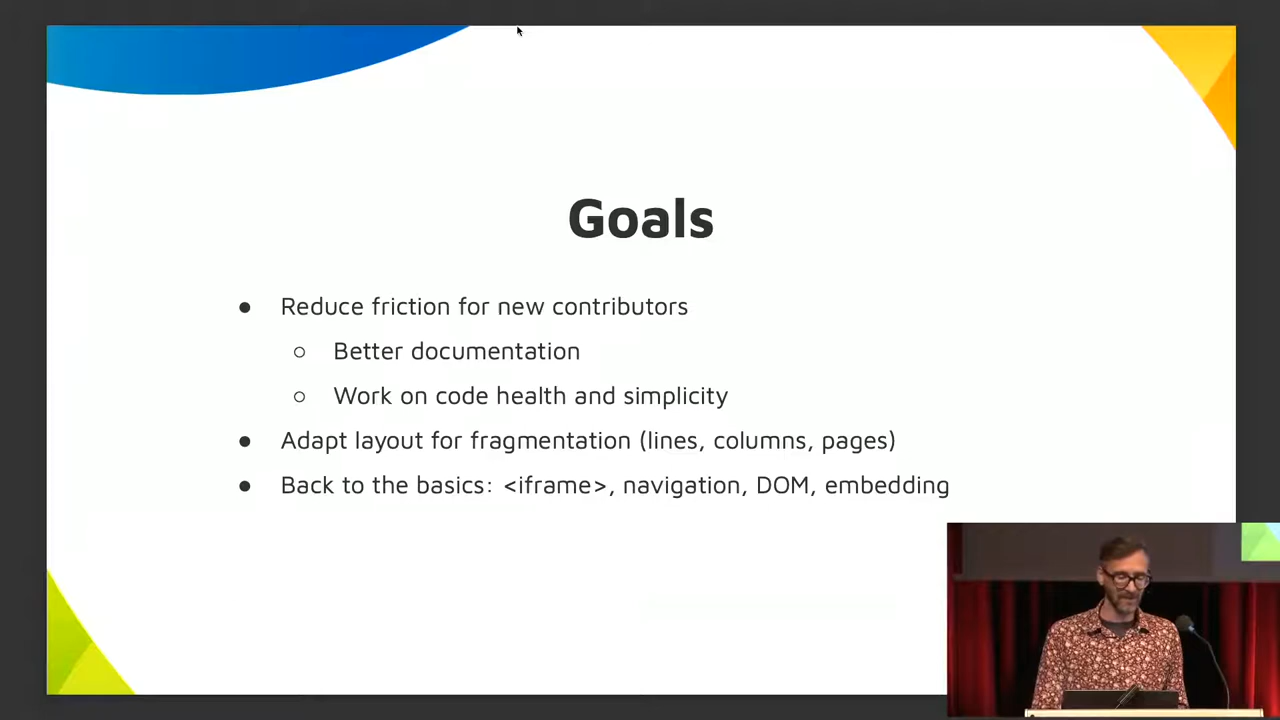 Goals
● Reduce friction for new contributors
○ Better documentation
○ Work on code health and simplicity
● Adapt layout for fragmentation (lines, columns, pages)
● Back to the basics: <iframe>, navigation, DOM, embedding